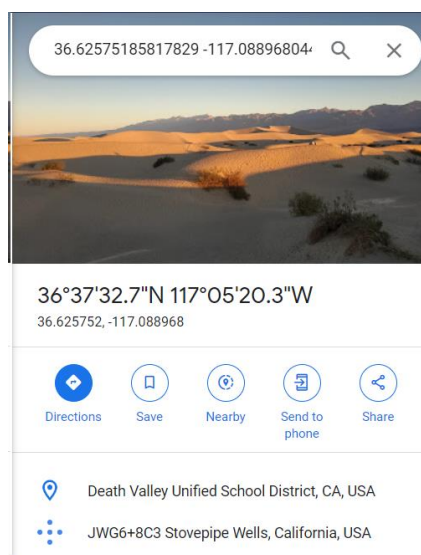 36.62575185817829 -117.08896804
36°37'32.7"N 117°05'20.3"W
36.625752, -117.088968
Directions
Save
Nearby
Send to
phone
Share
Death Valley Unified School District, CA, USA
JWG6+8C3 Stovepipe Wells, California, USA